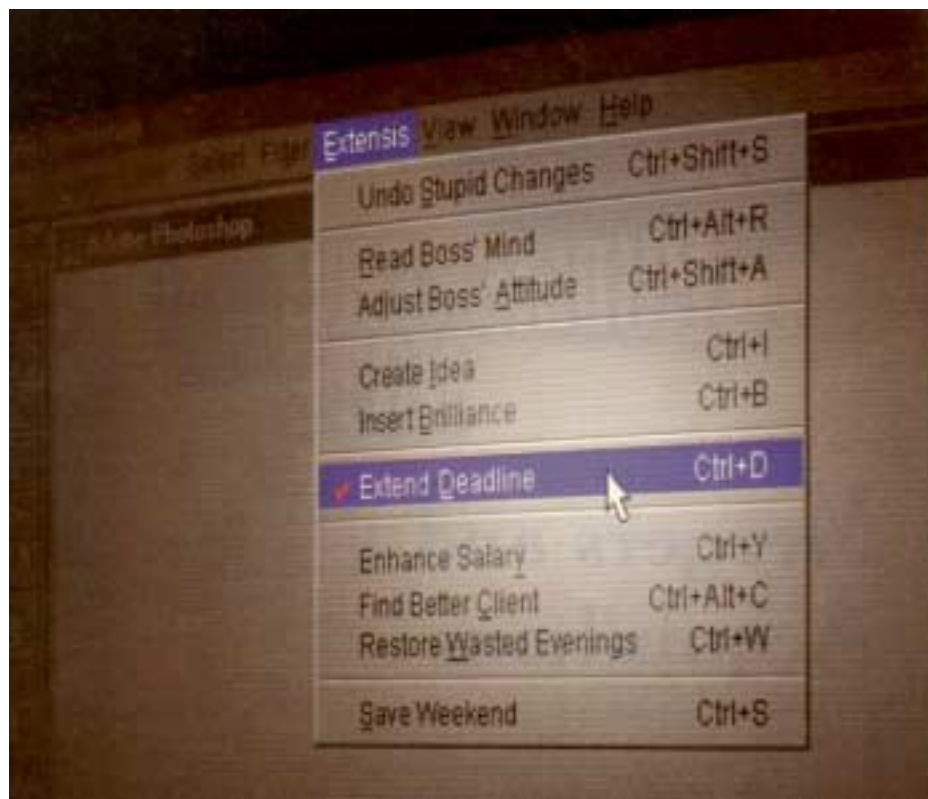 Select Filter Extensis View Window Help
Adobe Photoshop
Undo Stupid Changes Ctrl+Shift+S
Read Boss' Mind Ctrl+Alt+R
Adjust Boss' Attitude Ctrl+Shift+A
Create Idea Ctrl+I
Insert Brilliance Ctrl+B
Extend Deadline Ctrl+D
Enhance Salary Ctrl+Y
Find Better Client Ctrl+Alt+C
Restore Wasted Evenings Ctrl+W
Save Weekend Ctrl+S